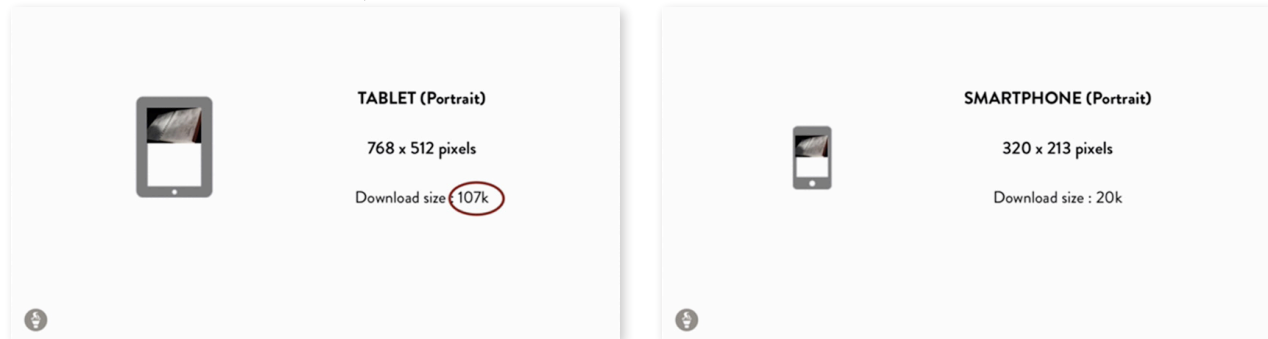 TABLET (Portrait)
768 x 512 pixels
Download size : 107k
SMARTPHONE (Portrait)
320 x 213 pixels
Download size : 20k